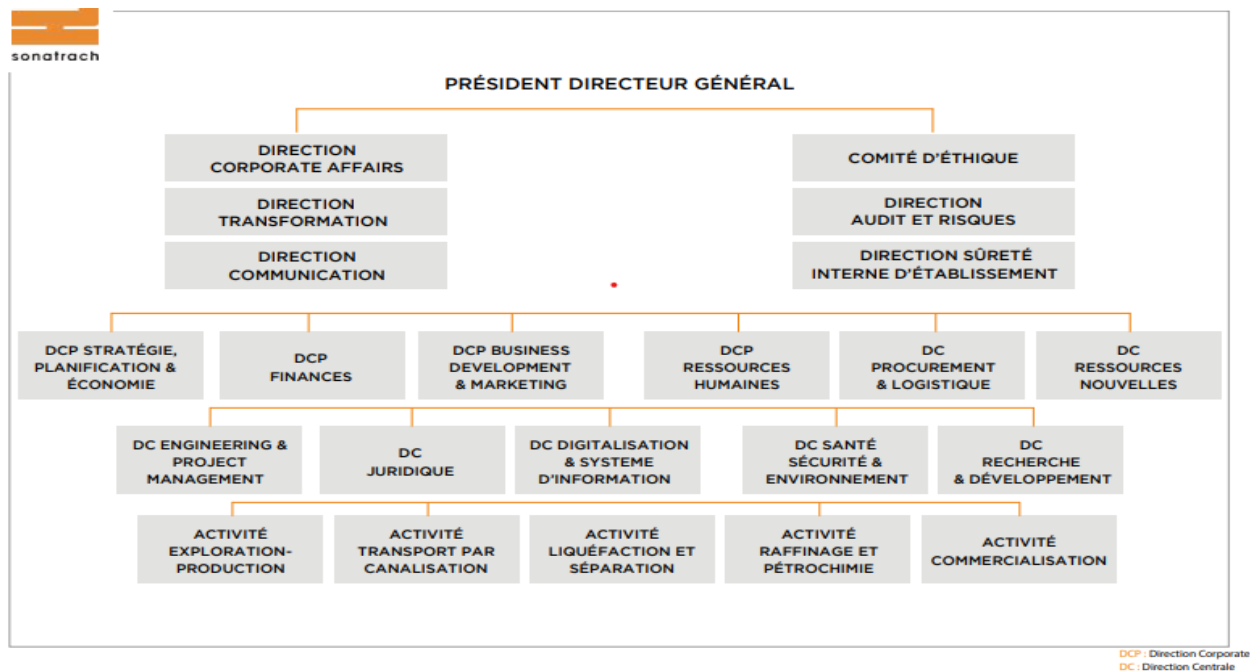 sonatrach
PRÉSIDENT DIRECTEUR GÉNÉRAL
DIRECTION
CORPORATE AFFAIRS
COMITÉ D'ÉTHIQUE
DIRECTION
TRANSFORMATION
DIRECTION
AUDIT ET RISQUES
DIRECTION
COMMUNICATION
DIRECTION SÛRETÉ
INTERNE D'ÉTABLISSEMENT
DCP STRATÉGIE,
PLANIFICATION &
ÉCONOMIE
DCP
FINANCES
DCP BUSINESS
DEVELOPMENT
& MARKETING
DCP
RESSOURCES
HUMAINES
DC
PROCUREMENT
& LOGISTIQUE
DC
RESSOURCES
NOUVELLES
DC ENGINEERING &
PROJECT
MANAGEMENT
DC
JURIDIQUE
DC DIGITALISATION
& SYSTEME
D'INFORMATION
DC SANTÉ
SÉCURITÉ &
ENVIRONNEMENT
DC
RECHERCHE
& DÉVELOPPEMENT
ACTIVITÉ
EXPLORATION-
PRODUCTION
ACTIVITÉ
TRANSPORT PAR
CANALISATION
ACTIVITÉ
LIQUÉFACTION ET
SÉPARATION
ACTIVITÉ
RAFFINAGE ET
PÉTROCHIMIE
ACTIVITÉ
COMMERCIALISATION
DCP : Direction Corporate
DC : Direction Centrale